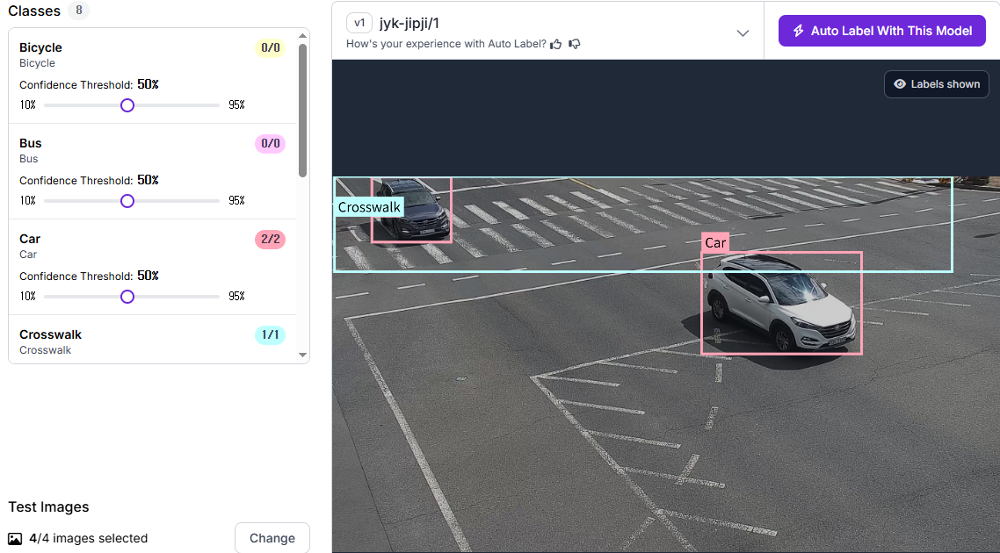 Classes 8
Bicycle 0/0
Bicycle
Confidence Threshold: 50%
10% 95%
Bus 0/0
Bus
Confidence Threshold: 50%
10% 95%
Car 2/2
Car
Confidence Threshold: 50%
10% 95%
Crosswalk 1/1
Crosswalk
Test Images
4/4 images selected
Change
v1 jyk-jipji/1
How's your experience with Auto Label?
Auto Label With This Model
Labels shown
Crosswalk
Car